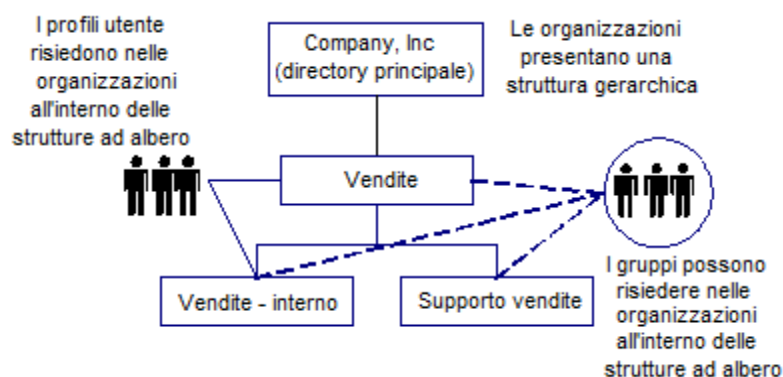 I profili utente
risiedono nelle
organizzazioni
all'interno delle
strutture ad albero
Company, Inc
(directory principale)
Le organizzazioni
presentano una
struttura gerarchica
Vendite
Vendite - interno
Supporto vendite
I gruppi possono
risiedere nelle
organizzazioni
all'interno delle
strutture ad albero